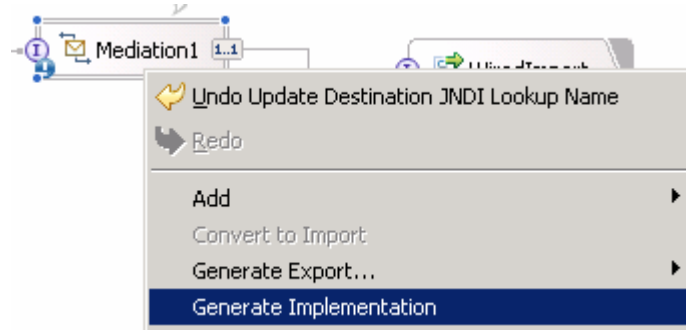 Mediation1 1..1
Undo Update Destination JNDI Lookup Name
Redo
Add
Convert to Import
Generate Export...
Generate Implementation